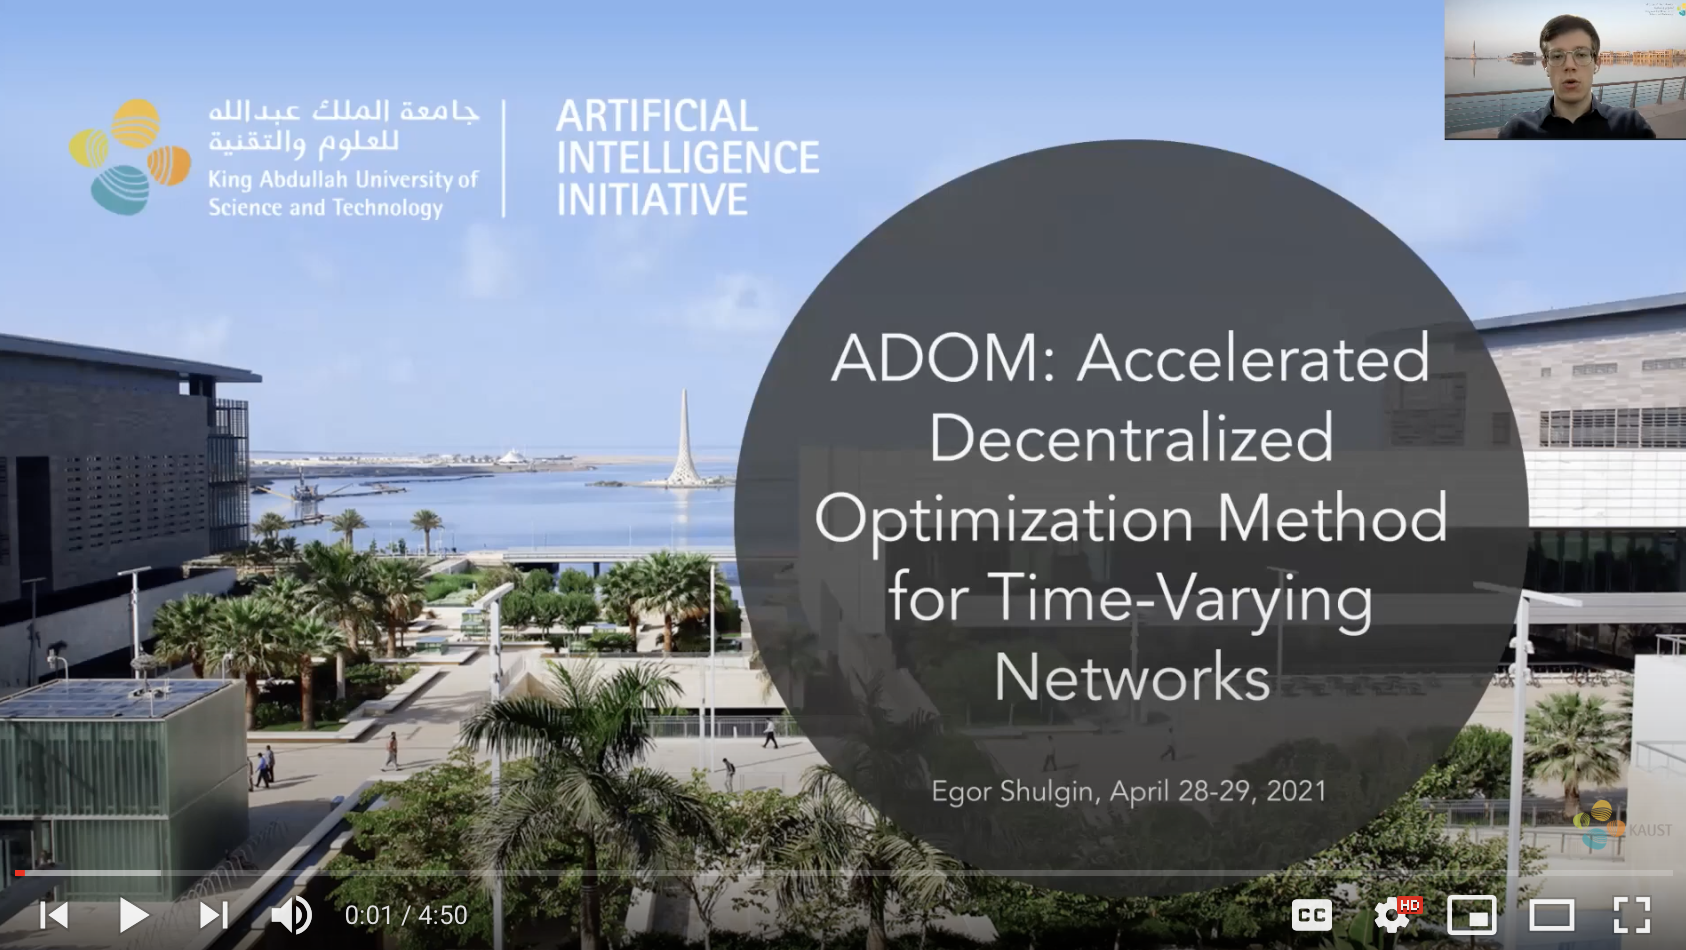 جامعة الملك عبدالله
للعلوم والتقنية
King Abdullah University of
Science and Technology
ARTIFICIAL
INTELLIGENCE
INITIATIVE
ADOM: Accelerated
Decentralized
Optimization Method
for Time-Varying
Networks
Egor Shulgin, April 28-29, 2021
KAUST
0:01 / 4:50
CC
HD